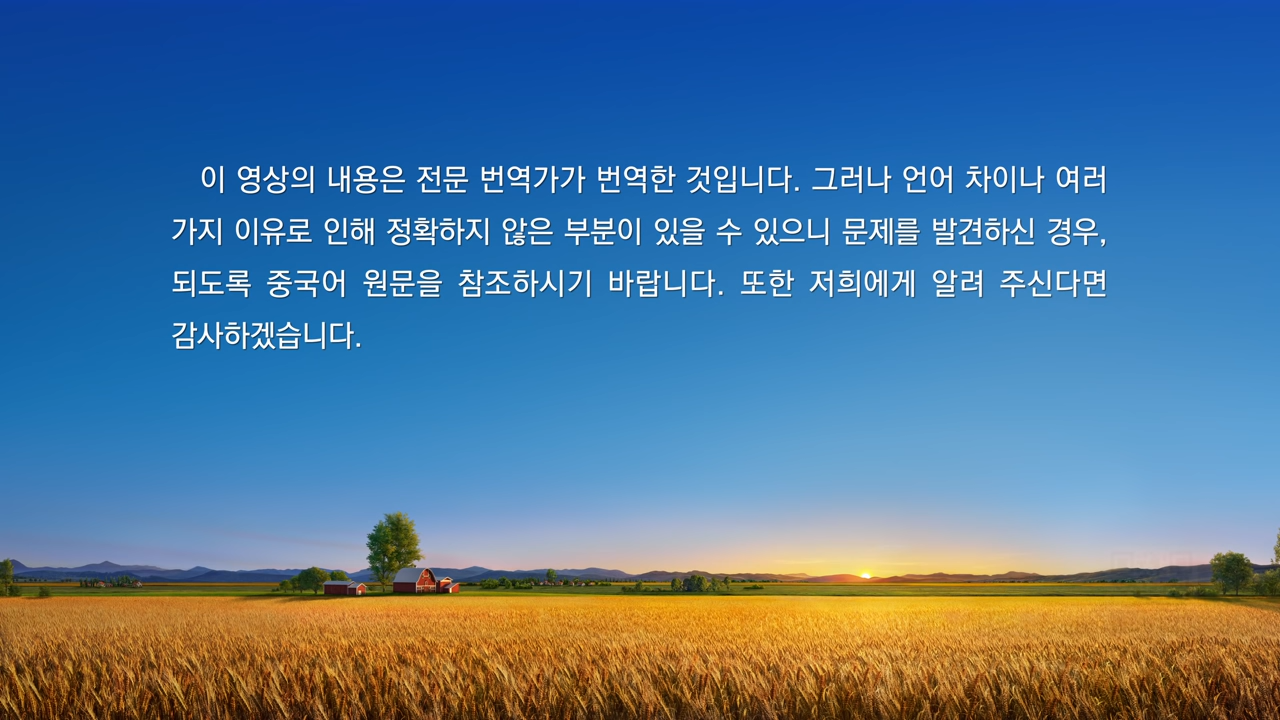 이 영상의 내용은 전문 번역가가 번역한 것입니다. 그러나 언어 차이나 여러
가지 이유로 인해 정확하지 않은 부분이 있을 수 있으니 문제를 발견하신 경우,
되도록 중국어 원문을 참조하시기 바랍니다. 또한 저희에게 알려 주신다면
감사하겠습니다.